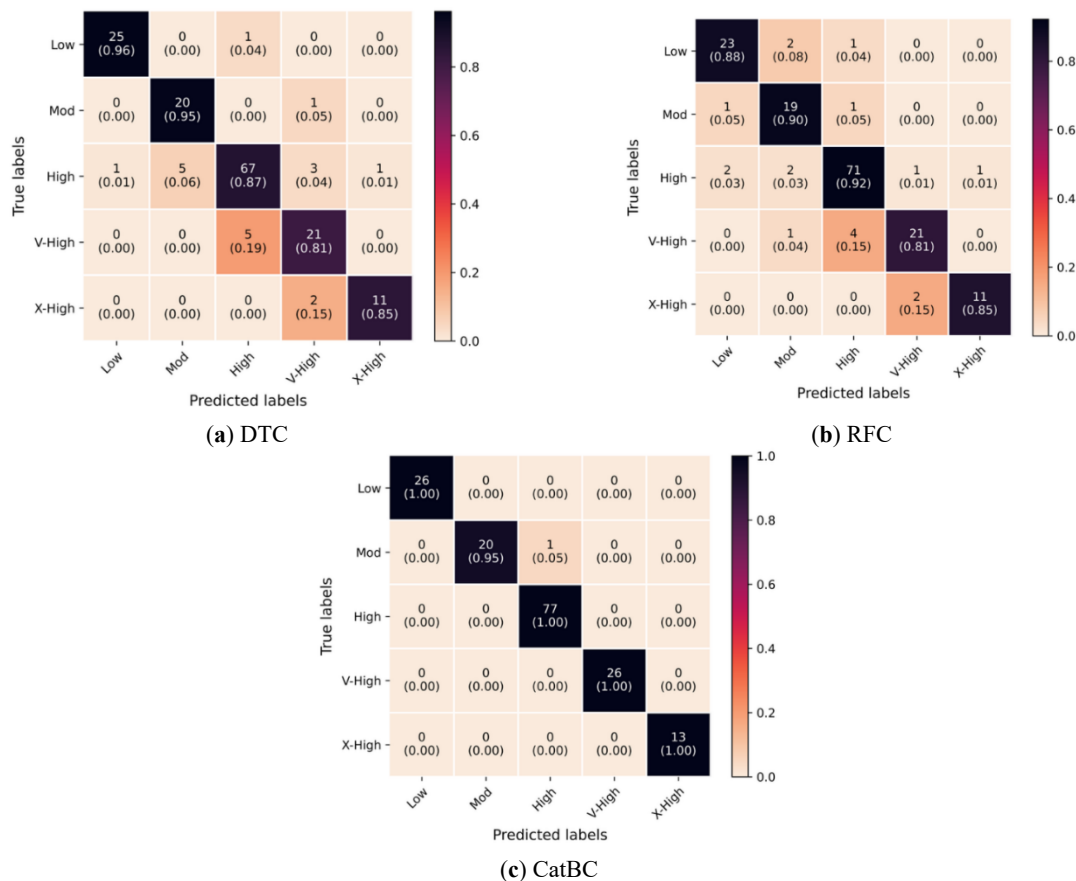 Low 25 0 1 0 0
(0.96) (0.00) (0.04) (0.00) (0.00)
Mod 0 20 0 1 0
(0.00) (0.95) (0.00) (0.05) (0.00)
High 1 5 67 3 1
(0.01) (0.06) (0.87) (0.04) (0.01)
V-High 0 0 5 21 0
(0.00) (0.00) (0.19) (0.81) (0.00)
X-High 0 0 0 2 11
(0.00) (0.00) (0.00) (0.15) (0.85)
True labels
Low Mod High V-High X-High
Predicted labels
0.8
0.6
0.4
0.2
0.0
(a) DTC
Low 23 2 1 0 0
(0.88) (0.08) (0.04) (0.00) (0.00)
Mod 1 19 1 0 0
(0.05) (0.90) (0.05) (0.00) (0.00)
High 2 2 71 1 1
(0.03) (0.03) (0.92) (0.01) (0.01)
V-High 0 1 4 21 0
(0.00) (0.04) (0.15) (0.81) (0.00)
X-High 0 0 0 2 11
(0.00) (0.00) (0.00) (0.15) (0.85)
True labels
Low Mod High V-High X-High
Predicted labels
0.8
0.6
0.4
0.2
0.0
(b) RFC
Low 26 0 0 0 0
(1.00) (0.00) (0.00) (0.00) (0.00)
Mod 0 20 1 0 0
(0.00) (0.95) (0.05) (0.00) (0.00)
High 0 0 77 0 0
(0.00) (0.00) (1.00) (0.00) (0.00)
V-High 0 0 0 26 0
(0.00) (0.00) (0.00) (1.00) (0.00)
X-High 0 0 0 0 13
(0.00) (0.00) (0.00) (0.00) (1.00)
True labels
Low Mod High V-High X-High
Predicted labels
1.0
0.8
0.6
0.4
0.2
0.0
(c) CatBC